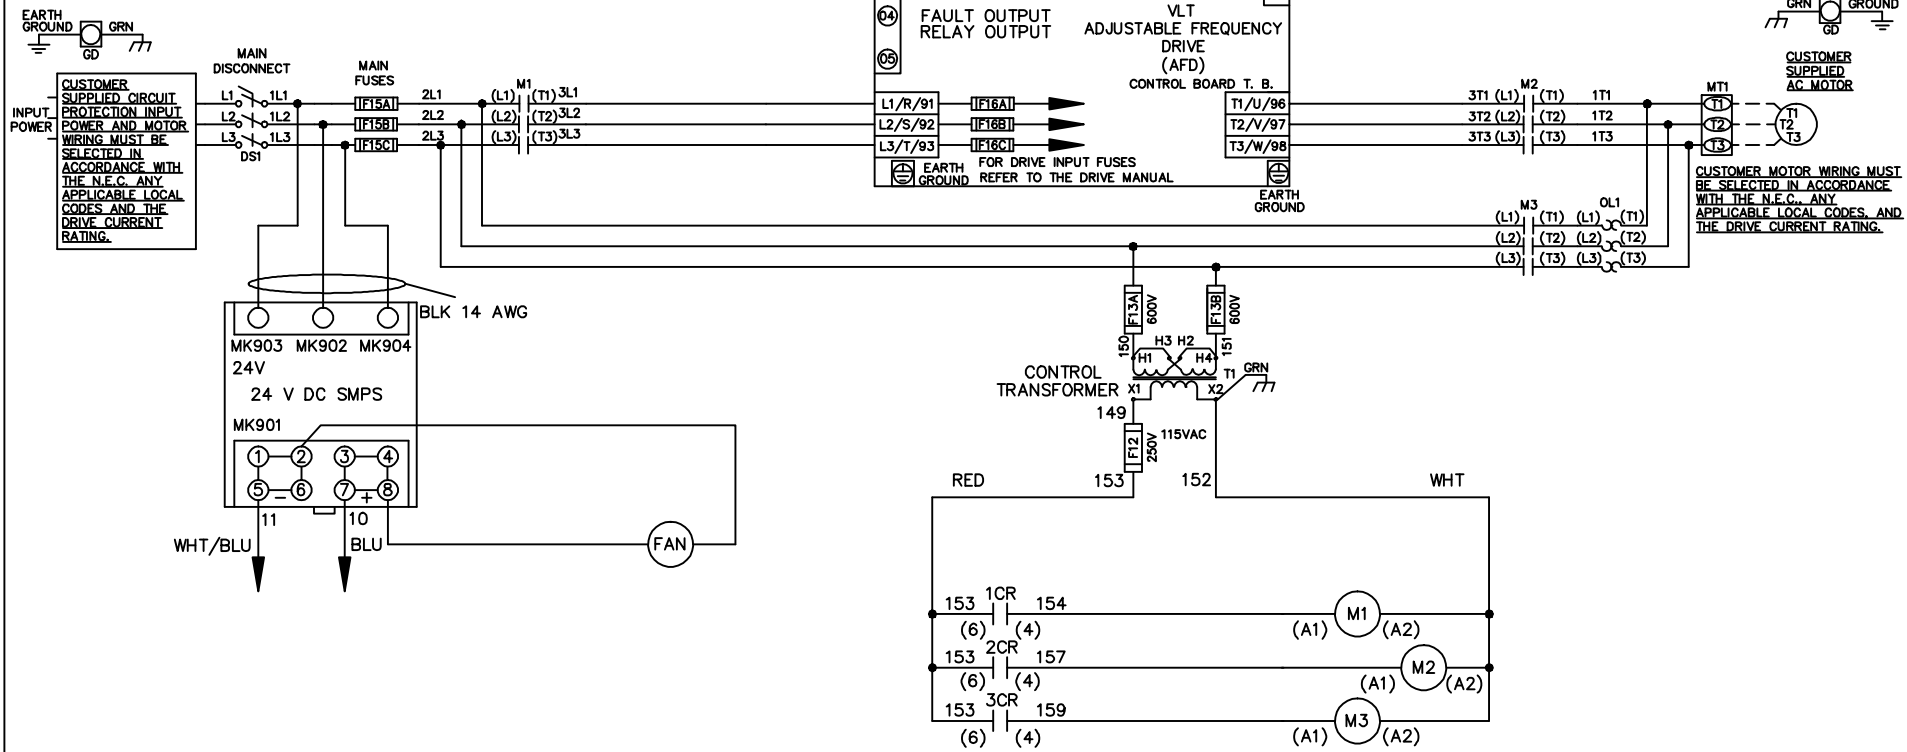 EARTH
GROUND
GRN
GD
04
FAULT OUTPUT
RELAY OUTPUT
05
VLT
ADJUSTABLE FREQUENCY
DRIVE
(AFD)
CONTROL BOARD T. B.
GRN
GROUND
GD
CUSTOMER
SUPPLIED
AC MOTOR
MAIN
DISCONNECT
MAIN
FUSES
INPUT
POWER
CUSTOMER
SUPPLIED CIRCUIT
PROTECTION INPUT
POWER AND MOTOR
WIRING MUST BE
SELECTED IN
ACCORDANCE WITH
THE N.E.C. ANY
APPLICABLE LOCAL
CODES AND THE
DRIVE CURRENT
RATING.
L1 1L1 F15A 2L1 (L1) M1 (T1) 3L1 L1/R/91 F16A T1/U/96 3T1 (L1) M2 (T1) 1T1 MT1 T1 T1
L2 1L2 F15B 2L2 (L2) (T2) 3L2 L2/S/92 F16B T2/V/97 3T2 (L2) (T2) 1T2 T2 T2
L3 1L3 F15C 2L3 (L3) (T3) 3L3 L3/T/93 F16C T3/W/98 3T3 (L3) (T3) 1T3 T3 T3
DS1
EARTH
GROUND
FOR DRIVE INPUT FUSES
REFER TO THE DRIVE MANUAL
EARTH
GROUND
CUSTOMER MOTOR WIRING MUST
BE SELECTED IN ACCORDANCE
WITH THE N.E.C., ANY
APPLICABLE LOCAL CODES, AND
THE DRIVE CURRENT RATING.
M3 OL1
(L1) (T1) (L1) (T1)
(L2) (T2) (L2) (T2)
(L3) (T3) (L3) (T3)
BLK 14 AWG
MK903 MK902 MK904
24V
24 V DC SMPS
MK901
1 2 3 4
5 − 6 7 + 8
11 10
WHT/BLU BLU
FAN
F13A 600V F13B 600V
150 H3 H2 151
H1 H4
CONTROL
TRANSFORMER
T1 GRN
X1 X2
149
F12 250V 115VAC
RED 153 152 WHT
153 1CR 154 M1
(6) (4) (A1) (A2)
153 2CR 157 M2
(6) (4) (A1) (A2)
153 3CR 159 M3
(6) (4) (A1) (A2)